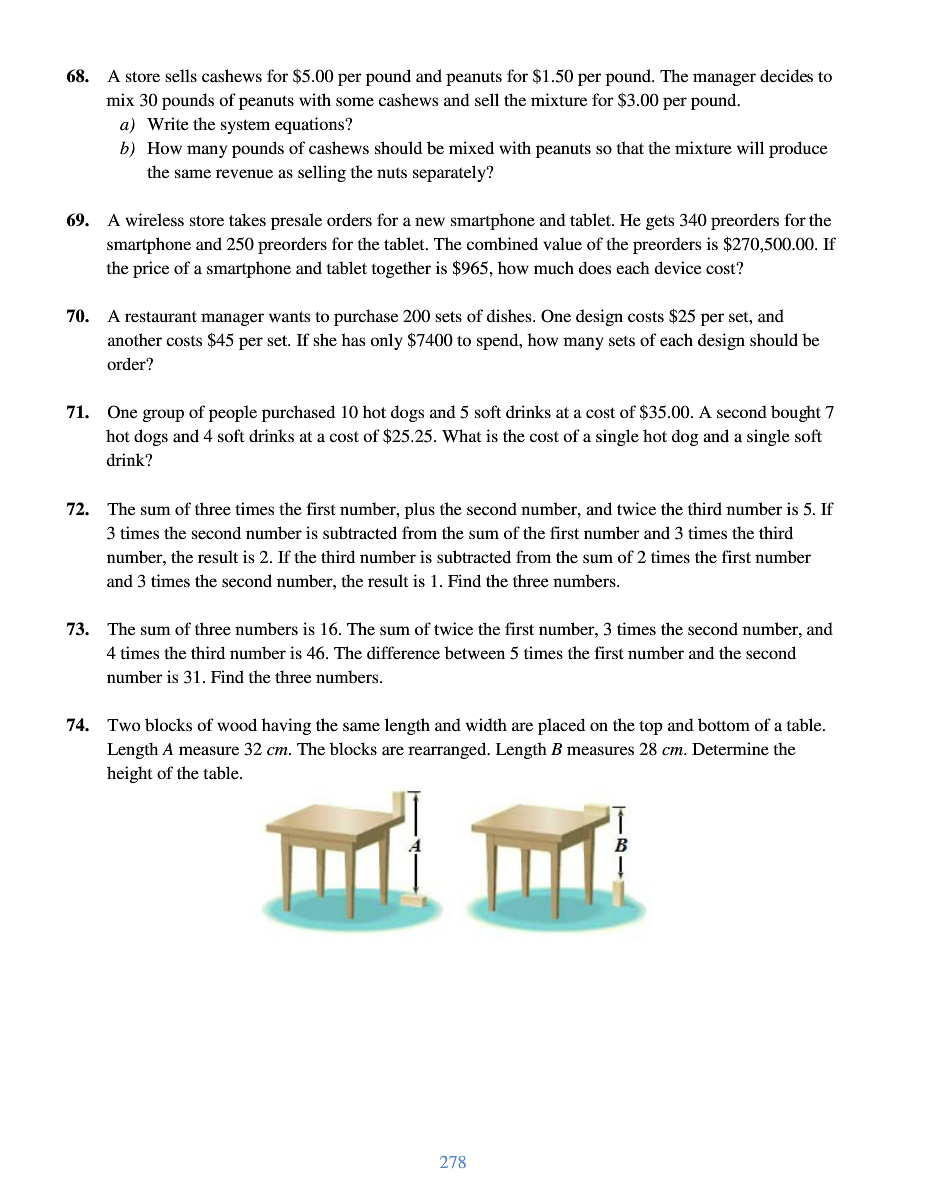 68. A store sells cashews for $5.00 per pound and peanuts for $1.50 per pound. The manager decides to
mix 30 pounds of peanuts with some cashews and sell the mixture for $3.00 per pound.
a) Write the system equations?
b) How many pounds of cashews should be mixed with peanuts so that the mixture will produce
the same revenue as selling the nuts separately?
69. A wireless store takes presale orders for a new smartphone and tablet. He gets 340 preorders for the
smartphone and 250 preorders for the tablet. The combined value of the preorders is $270,500.00. If
the price of a smartphone and tablet together is $965, how much does each device cost?
70. A restaurant manager wants to purchase 200 sets of dishes. One design costs $25 per set, and
another costs $45 per set. If she has only $7400 to spend, how many sets of each design should be
order?
71. One group of people purchased 10 hot dogs and 5 soft drinks at a cost of $35.00. A second bought 7
hot dogs and 4 soft drinks at a cost of $25.25. What is the cost of a single hot dog and a single soft
drink?
72. The sum of three times the first number, plus the second number, and twice the third number is 5. If
3 times the second number is subtracted from the sum of the first number and 3 times the third
number, the result is 2. If the third number is subtracted from the sum of 2 times the first number
and 3 times the second number, the result is 1. Find the three numbers.
73. The sum of three numbers is 16. The sum of twice the first number, 3 times the second number, and
4 times the third number is 46. The difference between 5 times the first number and the second
number is 31. Find the three numbers.
74. Two blocks of wood having the same length and width are placed on the top and bottom of a table.
Length A measure 32 cm. The blocks are rearranged. Length B measures 28 cm. Determine the
height of the table.
A
B
278